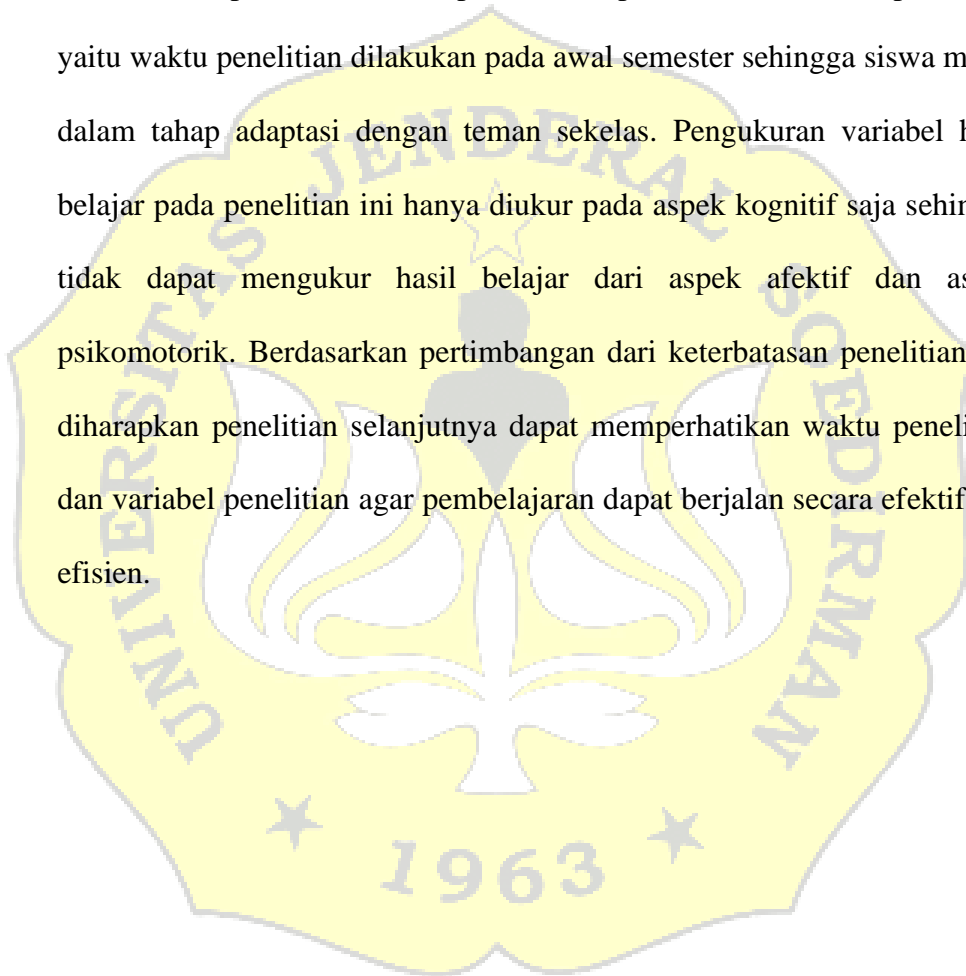 yaitu waktu penelitian dilakukan pada awal semester sehingga siswa
dalam tahap adaptasi dengan teman sekelas. Pengukuran variabel
belajar pada penelitian ini hanya diukur pada aspek kognitif saja
tidak dapat mengukur hasil belajar dari aspek afektif dan
psikomotorik. Berdasarkan pertimbangan dari keterbatasan penelitian
diharapkan penelitian selanjutnya dapat memperhatikan waktu
dan variabel penelitian agar pembelajaran dapat berjalan secara efektif
efisien.
UNIVERSITAS JENDERAL SOEDIRMAN
1963